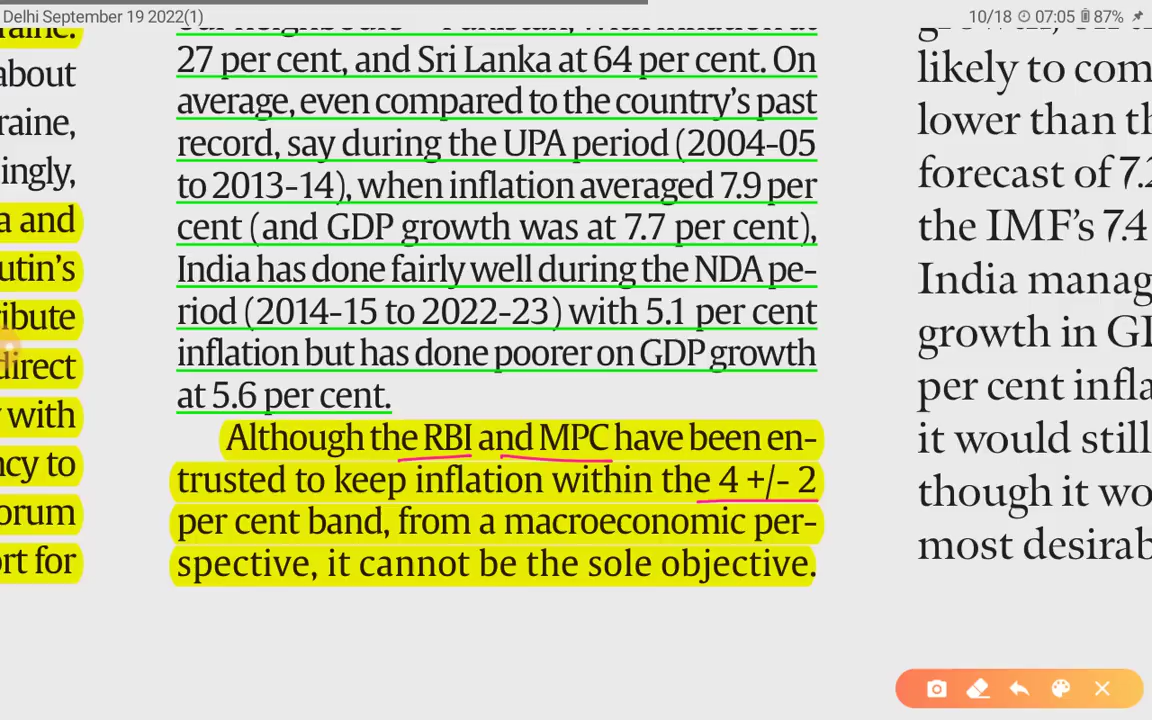 Delhi September 19 2022(1)
10/18 07:05 87%
raine.
about
raine,
ingly,
a and
utin's
ribute
direct
with
ncy to
orum
rt for
27 per cent, and Sri Lanka at 64 per cent. On
average, even compared to the country's past
record, say during the UPA period (2004-05
to 2013-14), when inflation averaged 7.9 per
cent (and GDP growth was at 7.7 per cent),
India has done fairly well during the NDA pe-
riod (2014-15 to 2022-23) with 5.1 per cent
inflation but has done poorer on GDP growth
at 5.6 per cent.
Although the RBI and MPC have been en-
trusted to keep inflation within the 4 +/- 2
per cent band, from a macroeconomic per-
spective, it cannot be the sole objective.
likely to com
lower than th
forecast of 7.2
the IMF's 7.4
India manag
growth in GD
per cent infla
it would still
though it wo
most desirab